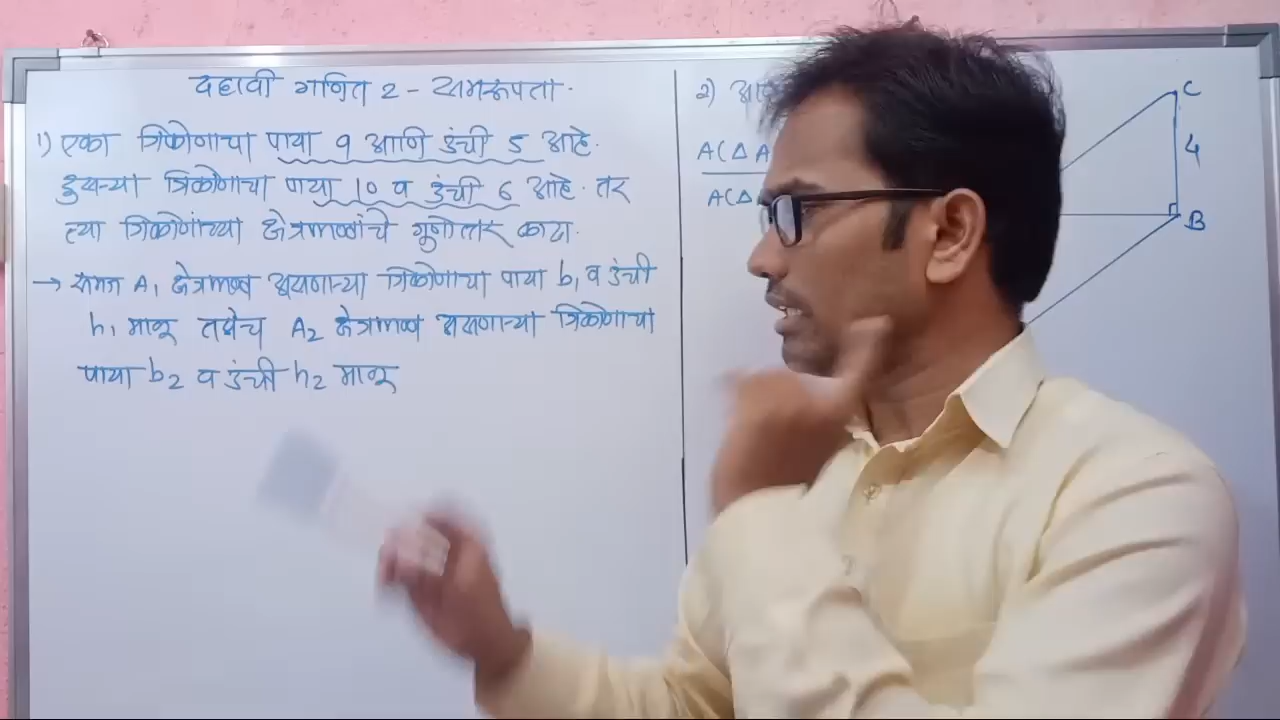 दहावी गणित 2 - समरूपता.
1) एका त्रिकोणाचा पाया 9 आणि उंची 5 आहे.
दुसऱ्या त्रिकोणाचा पाया 10 व उंची 6 आहे. तर
त्या त्रिकोणांच्या क्षेत्रफळांचे गुणोत्तर काढा.
→ समजा A1 क्षेत्रफळ असणाऱ्या त्रिकोणाचा पाया b1 व उंची
h1 मानू तसेच A2 क्षेत्रफळ असणाऱ्या त्रिकोणाचा
पाया b2 व उंची h2 मानू
2)
A(Δ A
A(Δ
C
4
B